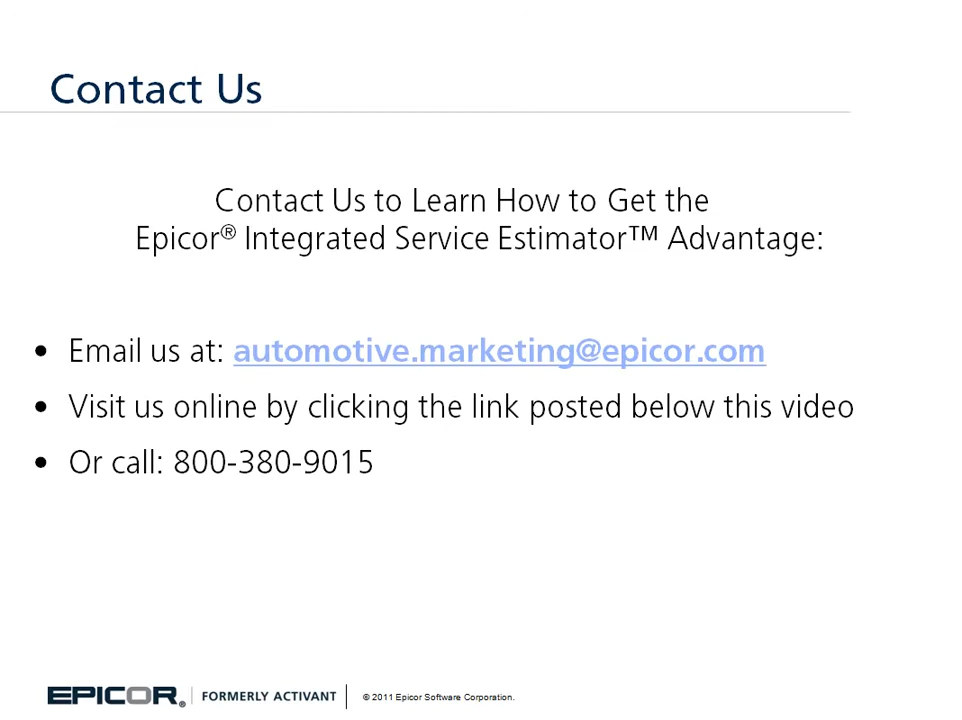 Contact Us
Contact Us to Learn How to Get the
Epicor® Integrated Service Estimator™ Advantage:
• Email us at: automotive.marketing@epicor.com
• Visit us online by clicking the link posted below this video
• Or call: 800-380-9015
EPICOR® | FORMERLY ACTIVANT | © 2011 Epicor Software Corporation.